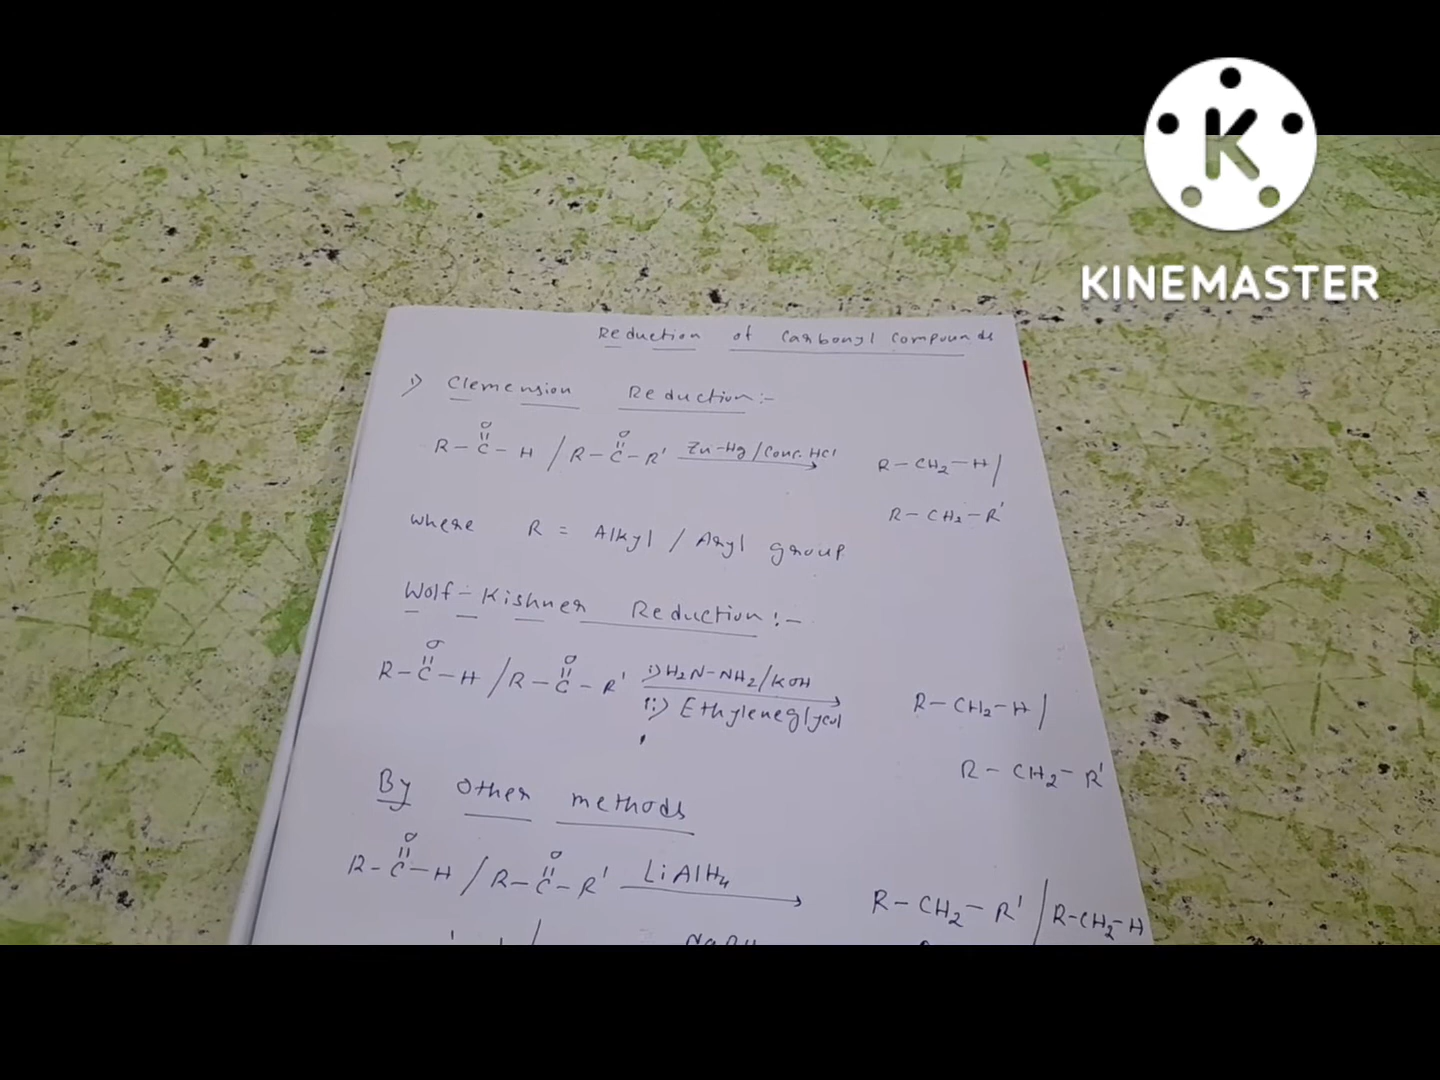 KINEMASTER
Reduction of Carbonyl Compounds
1) Clemension Reduction:-
R-C-H / R-C-R' Zn-Hg/Conc. HCl R-CH2-H /
O O
R-CH2-R'
where R = Alkyl / Aryl group
Wolf-Kishner Reduction:-
O O
R-C-H / R-C-R' i) H2N-NH2/KOH R-CH2-H /
ii) Ethyleneglycol
R-CH2-R'
By other methods
O O
R-C-H / R-C-R' LiAlH4 R-CH2-R' / R-CH2-H